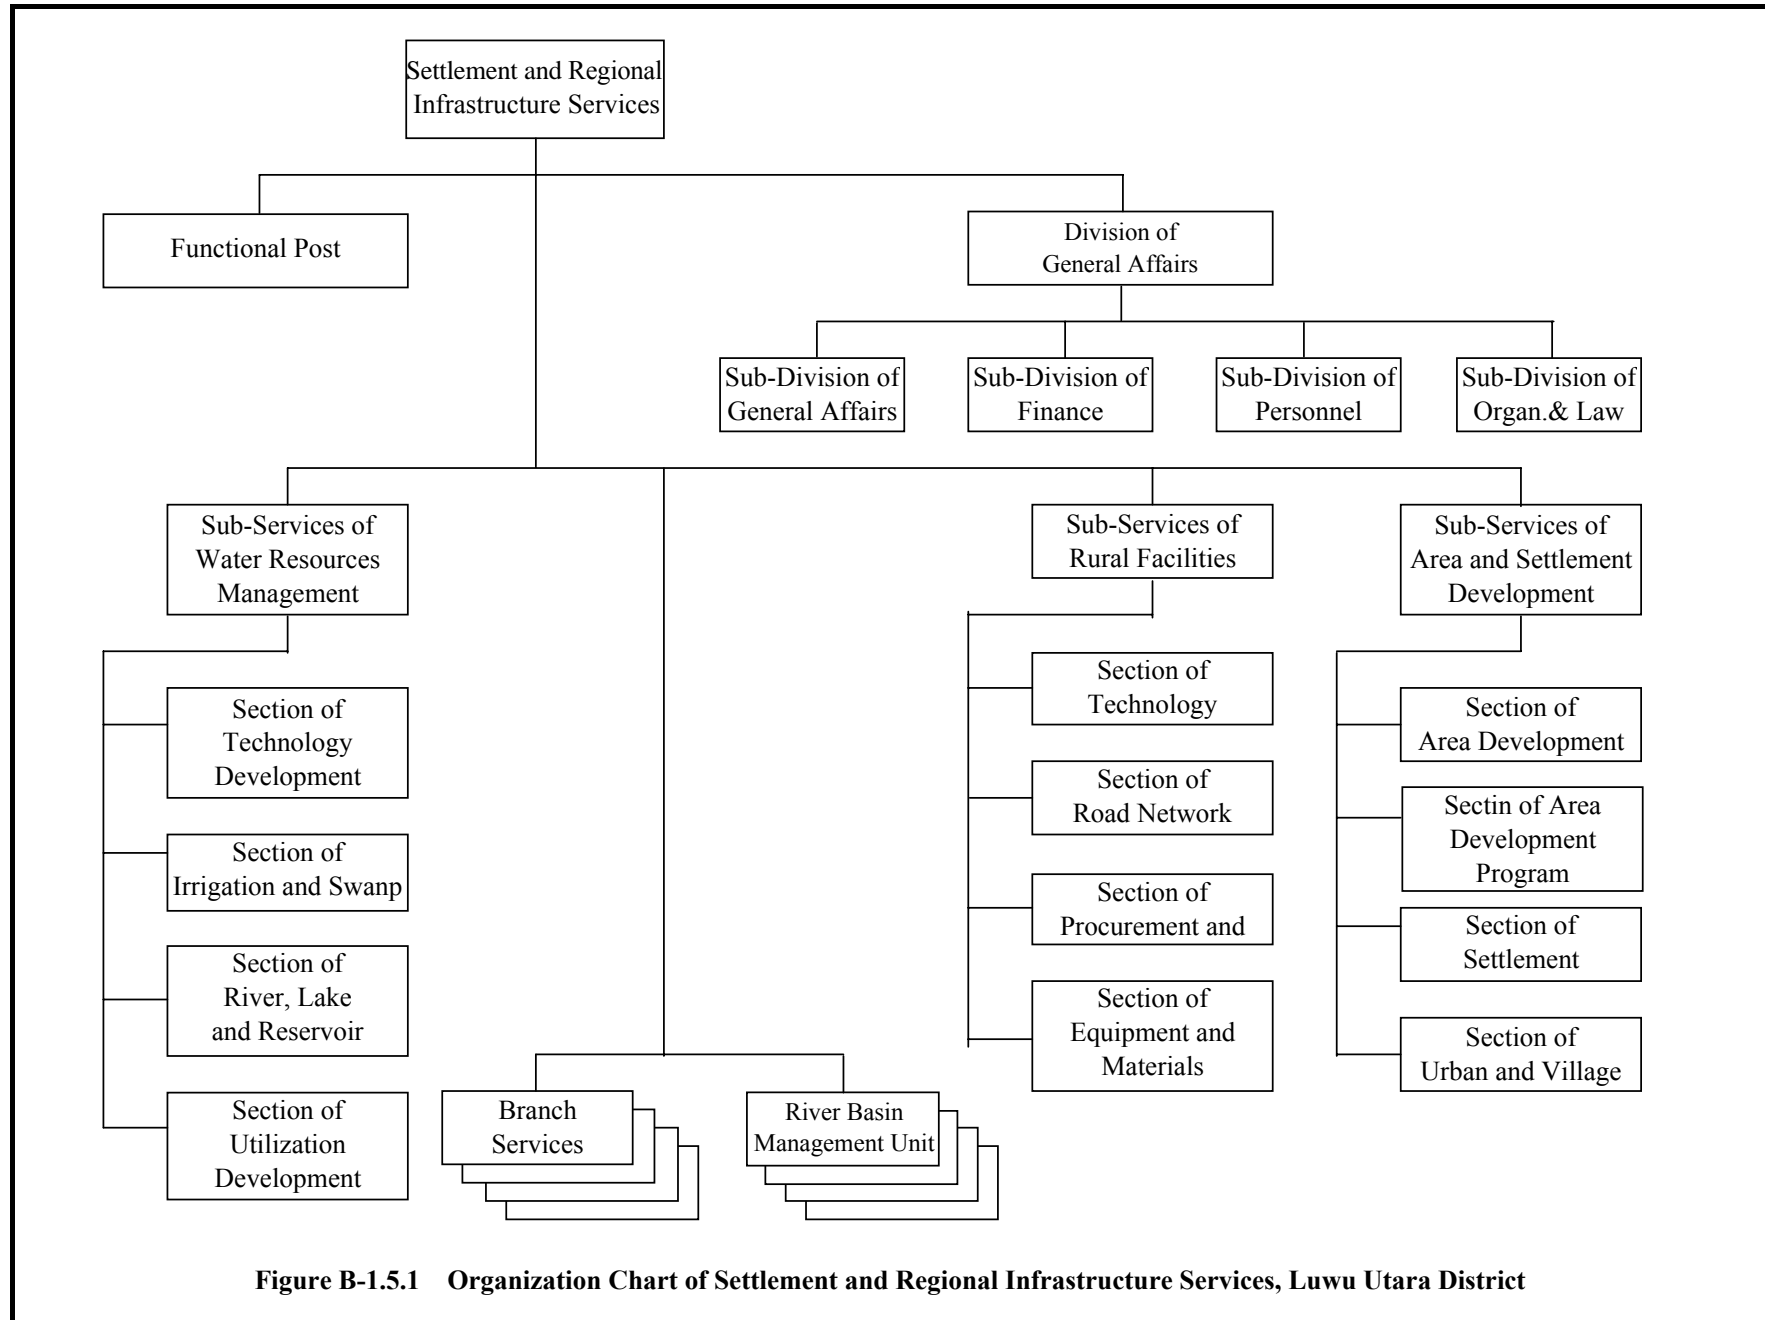 Settlement and Regional
Infrastructure Services
Functional Post
Division of
General Affairs
Sub-Division of
General Affairs
Sub-Division of
Finance
Sub-Division of
Personnel
Sub-Division of
Organ.& Law
Sub-Services of
Water Resources
Management
Section of
Technology
Development
Section of
Irrigation and Swanp
Section of
River, Lake
and Reservoir
Section of
Utilization
Development
Branch
Services
River Basin
Management Unit
Sub-Services of
Rural Facilities
Section of
Technology
Section of
Road Network
Section of
Procurement and
Section of
Equipment and
Materials
Sub-Services of
Area and Settlement
Development
Section of
Area Development
Sectin of Area
Development
Program
Section of
Settlement
Section of
Urban and Village
Figure B-1.5.1 Organization Chart of Settlement and Regional Infrastructure Services, Luwu Utara District